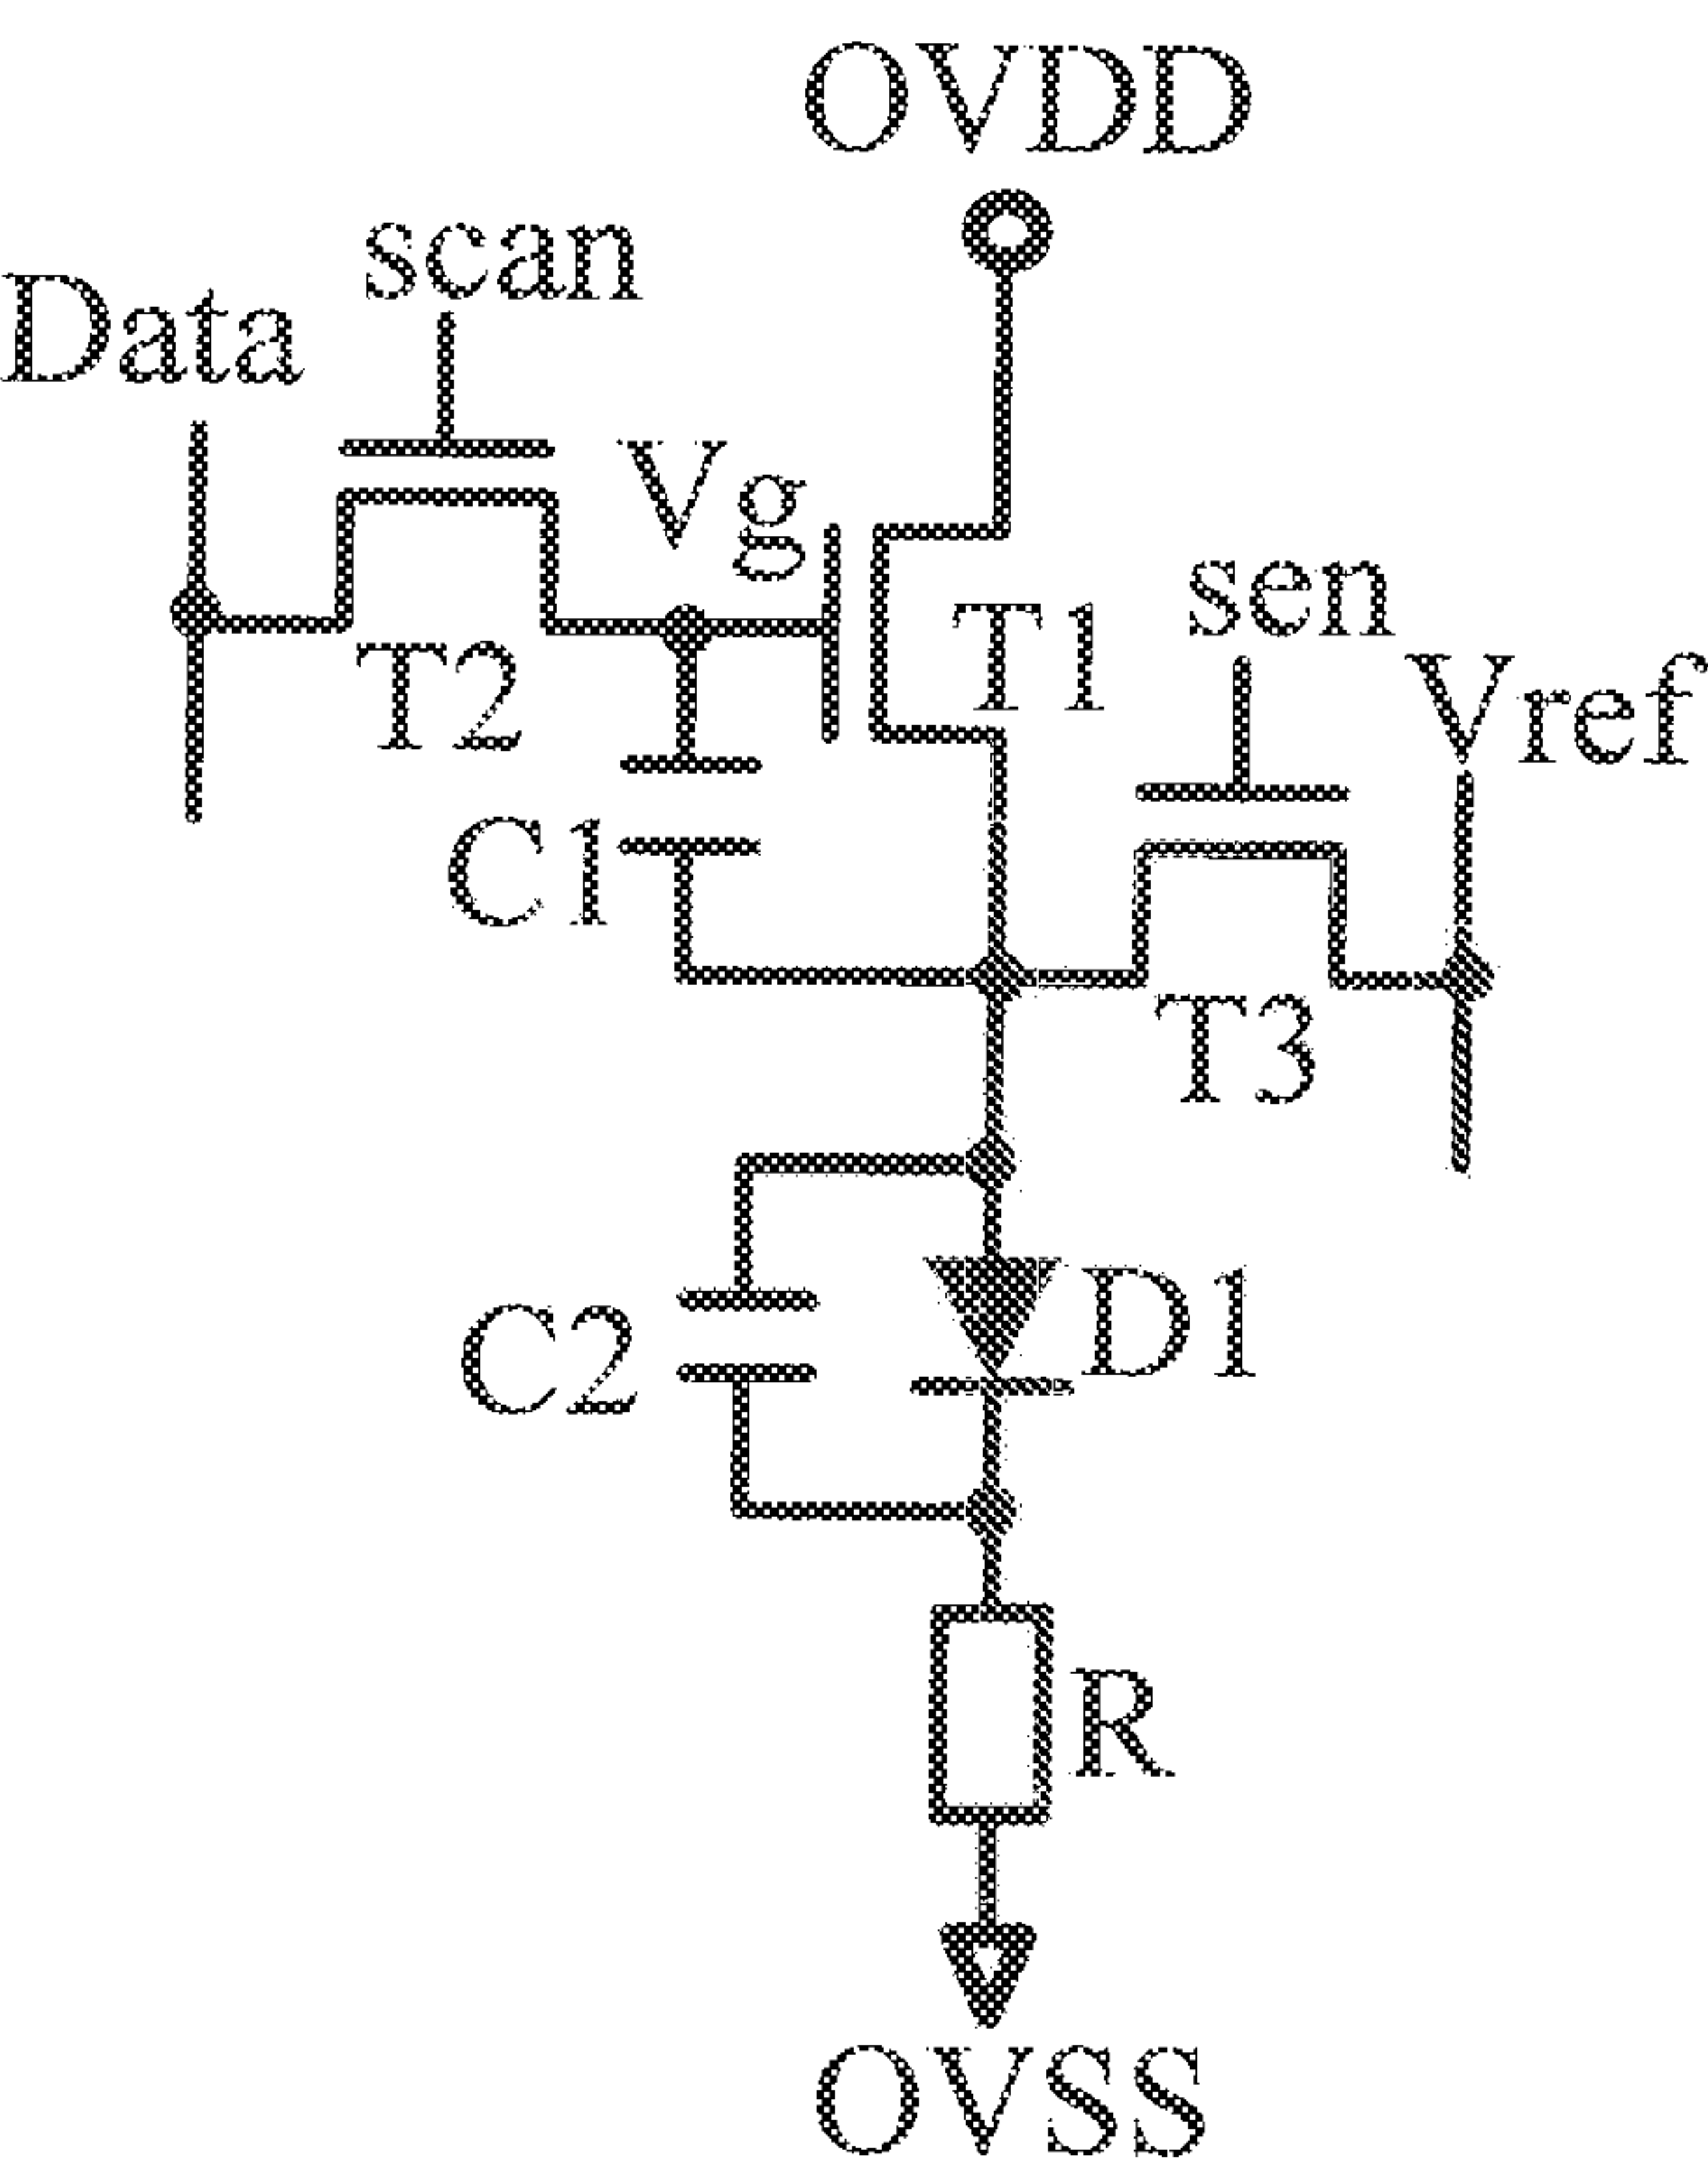 OVDD
scan
Data
Vg
sen
T1
T2
Vref
C1
T3
C2
D1
R
OVSS